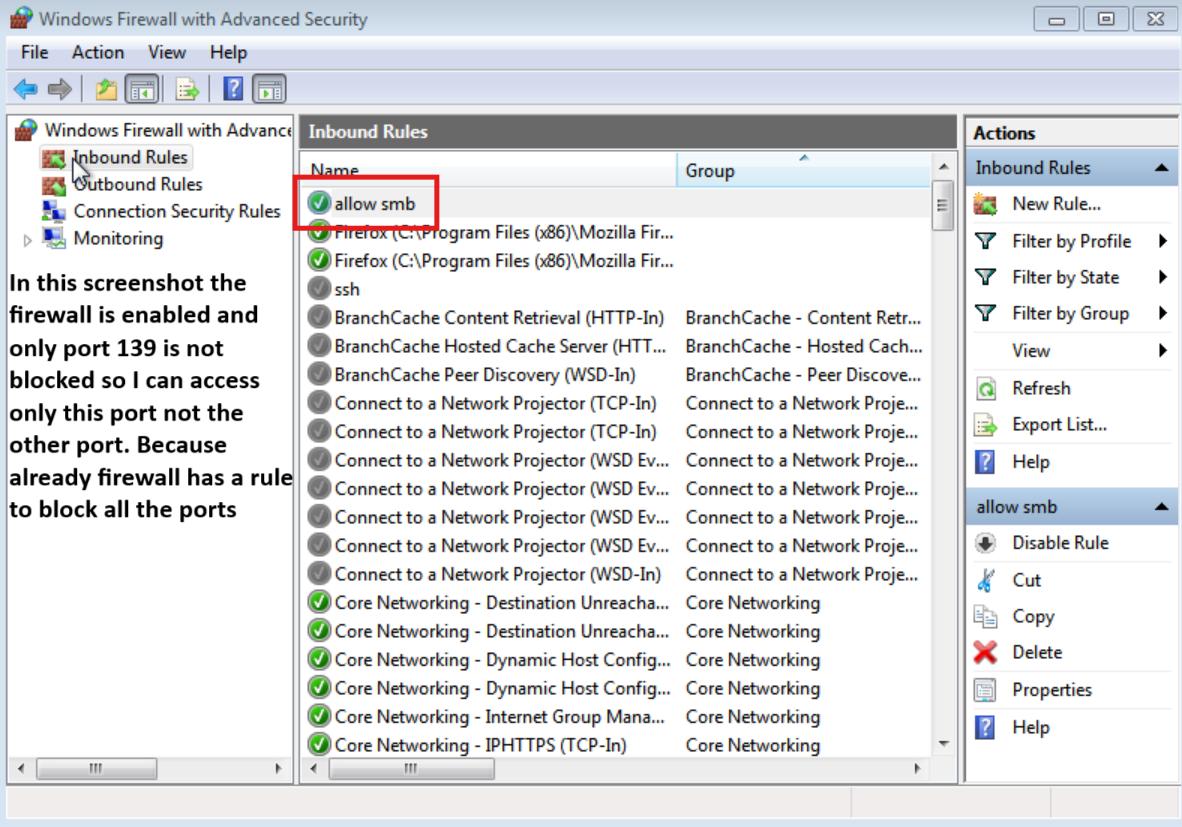 Windows Firewall with Advanced Security
File Action View Help
Windows Firewall with Advance
Inbound Rules
Outbound Rules
Connection Security Rules
Monitoring
In this screenshot the
firewall is enabled and
only port 139 is not
blocked so I can access
only this port not the
other port. Because
already firewall has a rule
to block all the ports
Inbound Rules
Name Group
allow smb
Firefox (C:\Program Files (x86)\Mozilla Fir...
Firefox (C:\Program Files (x86)\Mozilla Fir...
ssh
BranchCache Content Retrieval (HTTP-In) BranchCache - Content Retr...
BranchCache Hosted Cache Server (HTT... BranchCache - Hosted Cach...
BranchCache Peer Discovery (WSD-In) BranchCache - Peer Discove...
Connect to a Network Projector (TCP-In) Connect to a Network Proje...
Connect to a Network Projector (TCP-In) Connect to a Network Proje...
Connect to a Network Projector (WSD Ev... Connect to a Network Proje...
Connect to a Network Projector (WSD Ev... Connect to a Network Proje...
Connect to a Network Projector (WSD Ev... Connect to a Network Proje...
Connect to a Network Projector (WSD Ev... Connect to a Network Proje...
Connect to a Network Projector (WSD-In) Connect to a Network Proje...
Core Networking - Destination Unreacha... Core Networking
Core Networking - Destination Unreacha... Core Networking
Core Networking - Dynamic Host Config... Core Networking
Core Networking - Dynamic Host Config... Core Networking
Core Networking - Internet Group Mana... Core Networking
Core Networking - IPHTTPS (TCP-In) Core Networking
Actions
Inbound Rules
New Rule...
Filter by Profile
Filter by State
Filter by Group
View
Refresh
Export List...
Help
allow smb
Disable Rule
Cut
Copy
Delete
Properties
Help